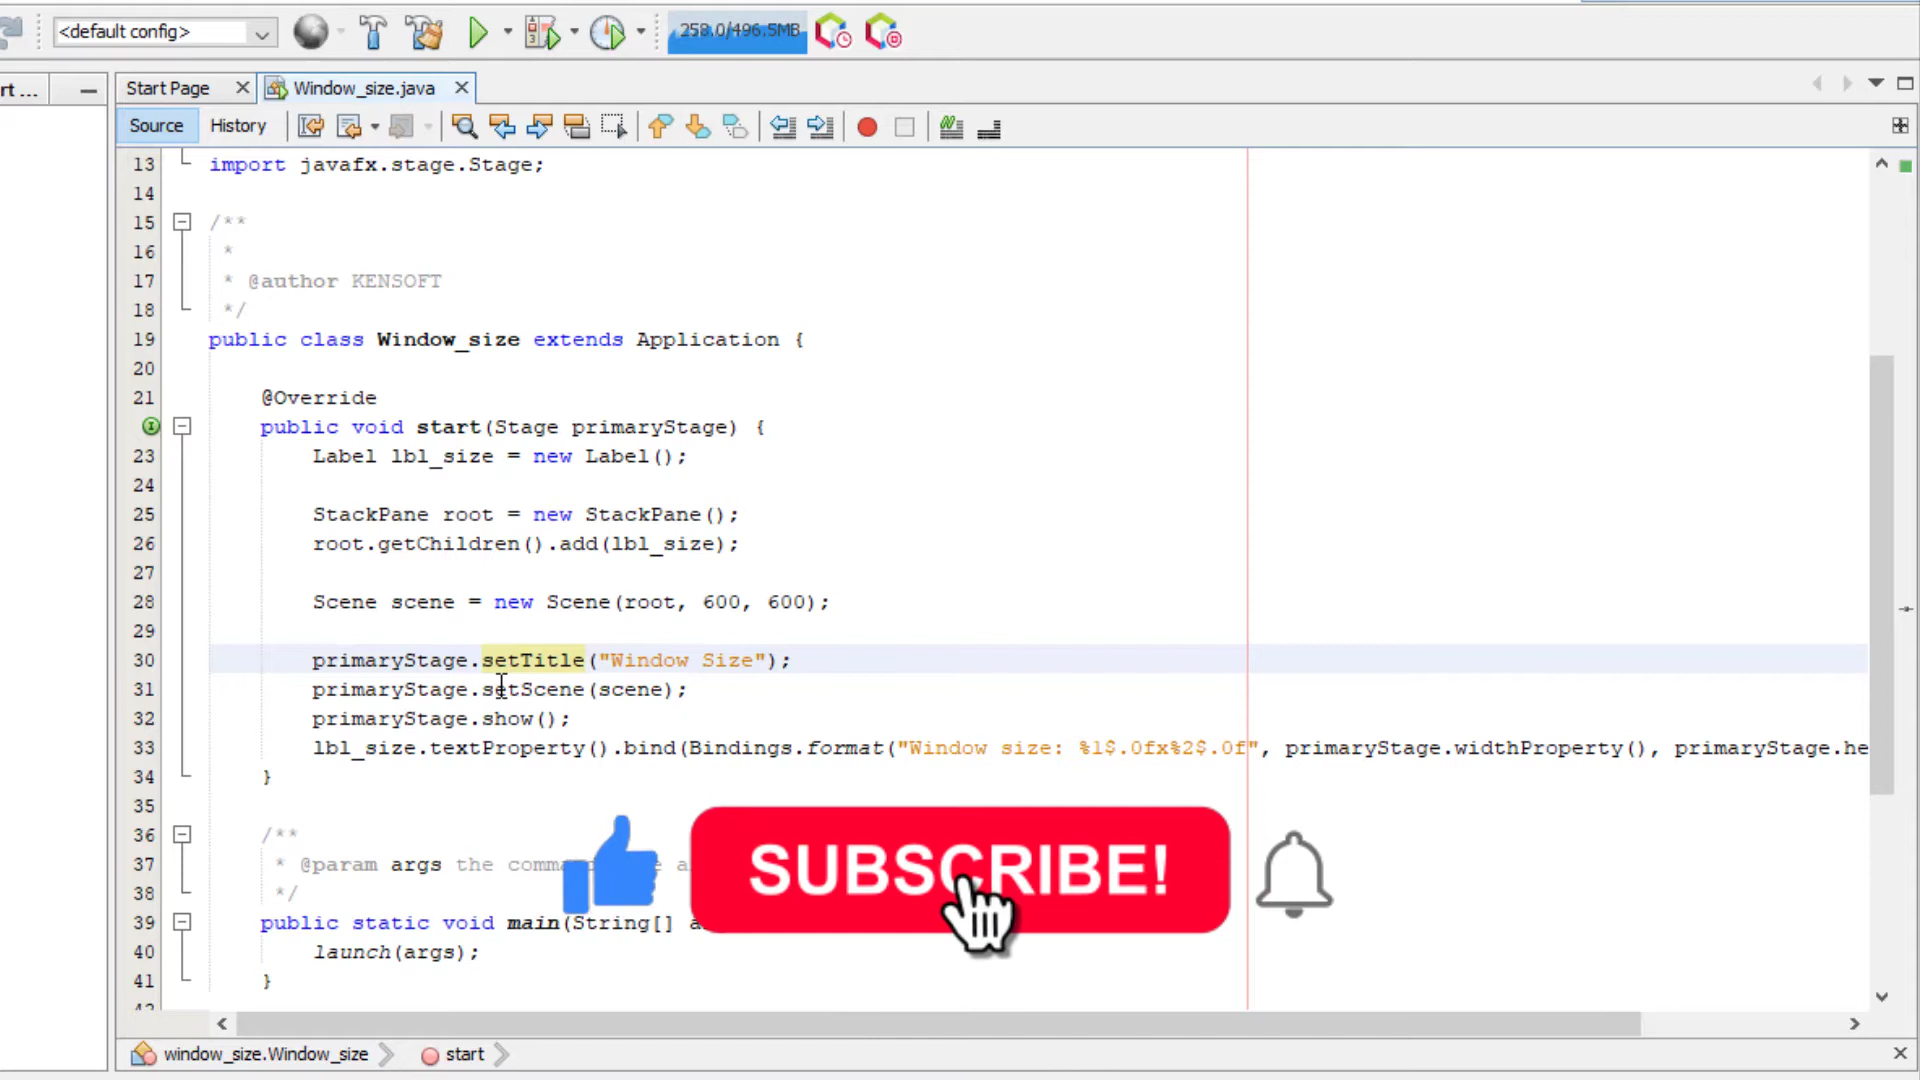 <default config>
258.0/496.5MB
rt ...
Start Page
Window_size.java
Source
History
13 import javafx.stage.Stage;
14
15 /**
16 *
17 * @author KENSOFT
18 */
19 public class Window_size extends Application {
20
21 @Override
public void start(Stage primaryStage) {
23 Label lbl_size = new Label();
24
25 StackPane root = new StackPane();
26 root.getChildren().add(lbl_size);
27
28 Scene scene = new Scene(root, 600, 600);
29
30 primaryStage.setTitle("Window Size");
31 primaryStage.setScene(scene);
32 primaryStage.show();
33 lbl_size.textProperty().bind(Bindings.format("Window size: %1$.0fx%2$.0f", primaryStage.widthProperty(), primaryStage.he
34 }
35
36 /**
37 * @param args the comm
38 */
39 public static void main(String[] a
40 launch(args);
41 }
SUBSCRIBE!
window_size.Window_size
start